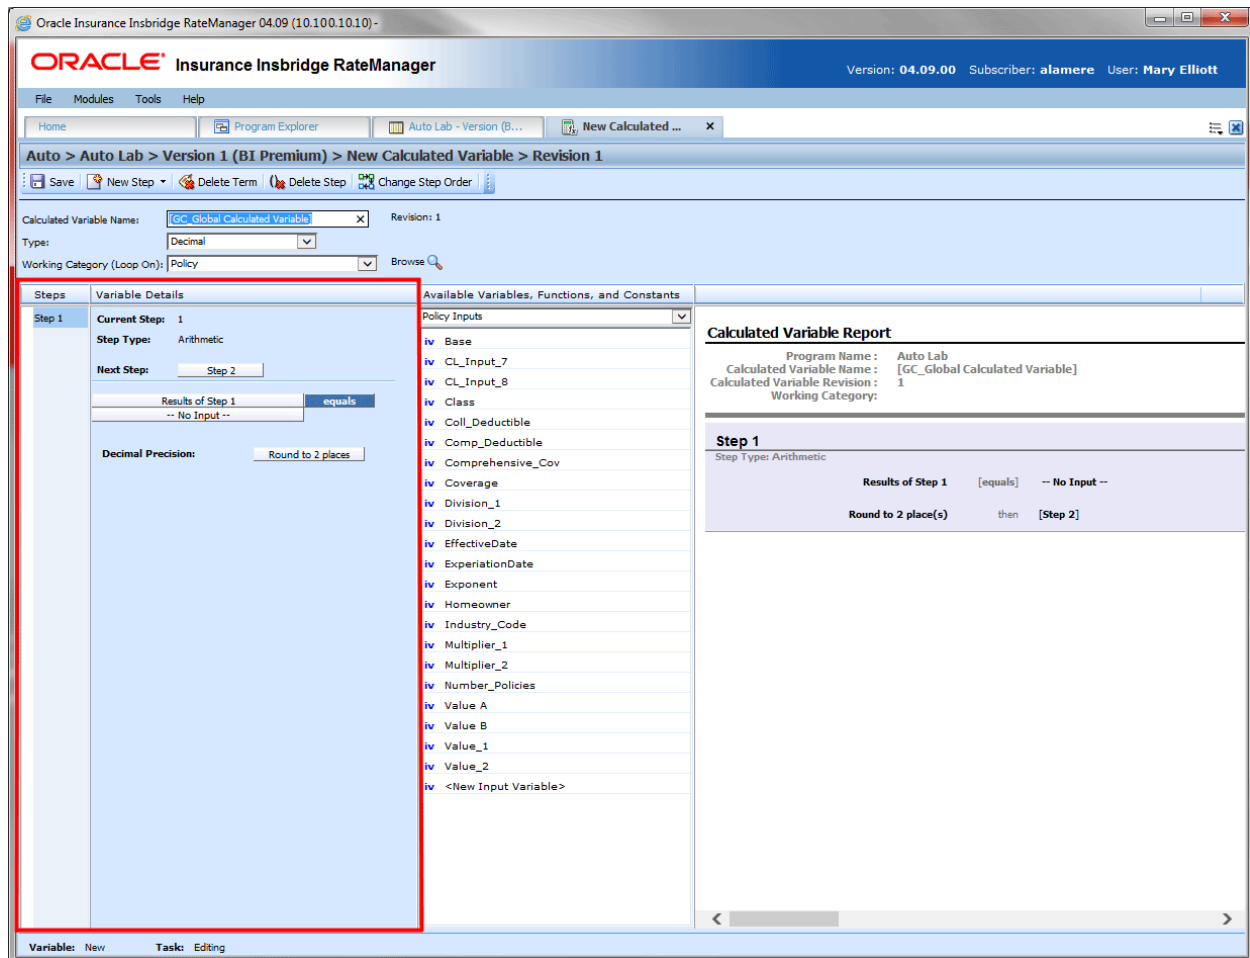 Oracle Insurance Insbridge RateManager 04.09 (10.100.10.10) -
ORACLE Insurance Insbridge RateManager
Version: 04.09.00 Subscriber: alamere User: Mary Elliott
File Modules Tools Help
Home Program Explorer Auto Lab - Version (B... New Calculated ... X
Auto > Auto Lab > Version 1 (BI Premium) > New Calculated Variable > Revision 1
Save New Step Delete Term Delete Step Change Step Order
Calculated Variable Name: [GC_Global Calculated Variable] X Revision: 1
Type: Decimal
Working Category (Loop On): Policy Browse
Steps Variable Details Available Variables, Functions, and Constants
Step 1
Current Step: 1
Step Type: Arithmetic
Next Step: Step 2
Results of Step 1 equals
-- No Input --
Decimal Precision: Round to 2 places
Policy Inputs
iv Base
iv CL_Input_7
iv CL_Input_8
iv Class
iv Coll_Deductible
iv Comp_Deductible
iv Comprehensive_Cov
iv Coverage
iv Division_1
iv Division_2
iv EffectiveDate
iv ExperiationDate
iv Exponent
iv Homeowner
iv Industry_Code
iv Multiplier_1
iv Multiplier_2
iv Number_Policies
iv Value A
iv Value B
iv Value_1
iv Value_2
iv <New Input Variable>
Calculated Variable Report
Program Name : Auto Lab
Calculated Variable Name : [GC_Global Calculated Variable]
Calculated Variable Revision : 1
Working Category:
Step 1
Step Type: Arithmetic
Results of Step 1 [equals] -- No Input --
Round to 2 place(s) then [Step 2]
Variable: New Task: Editing